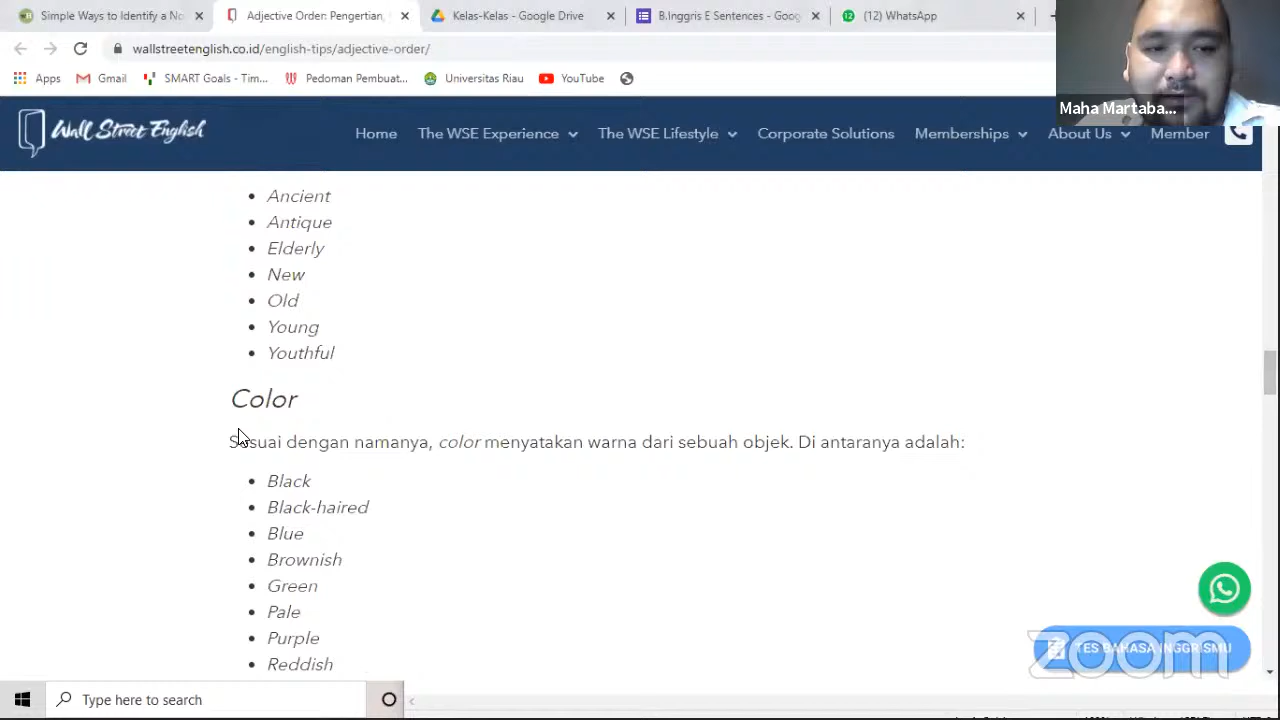 Simple Ways to Identify a No
Adjective Order: Pengertian,
Kelas-Kelas - Google Drive
B.Inggris E Sentences - Goog
(12) WhatsApp
wallstreetenglish.co.id/english-tips/adjective-order/
Apps
Gmail
SMART Goals - Tim...
Pedoman Pembuat...
Universitas Riau
YouTube
Maha Martaba...
Wall Street English
Home
The WSE Experience
The WSE Lifestyle
Corporate Solutions
Memberships
About Us
Member
Ancient
Antique
Elderly
New
Old
Young
Youthful
Color
Sesuai dengan namanya, color menyatakan warna dari sebuah objek. Di antaranya adalah:
Black
Black-haired
Blue
Brownish
Green
Pale
Purple
Reddish
TES BAHASA INGGRISMU
zoom
Type here to search